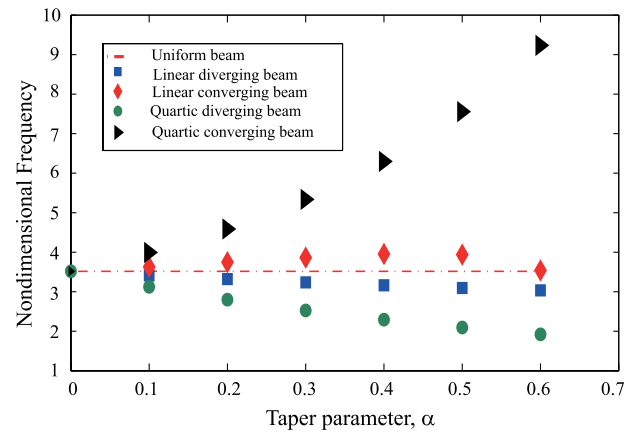 10
9
8
7
6
5
4
3
2
1
Nondimensional Frequency
Uniform beam
Linear diverging beam
Linear converging beam
Quartic diverging beam
Quartic converging beam
0 0.1 0.2 0.3 0.4 0.5 0.6 0.7
Taper parameter, α